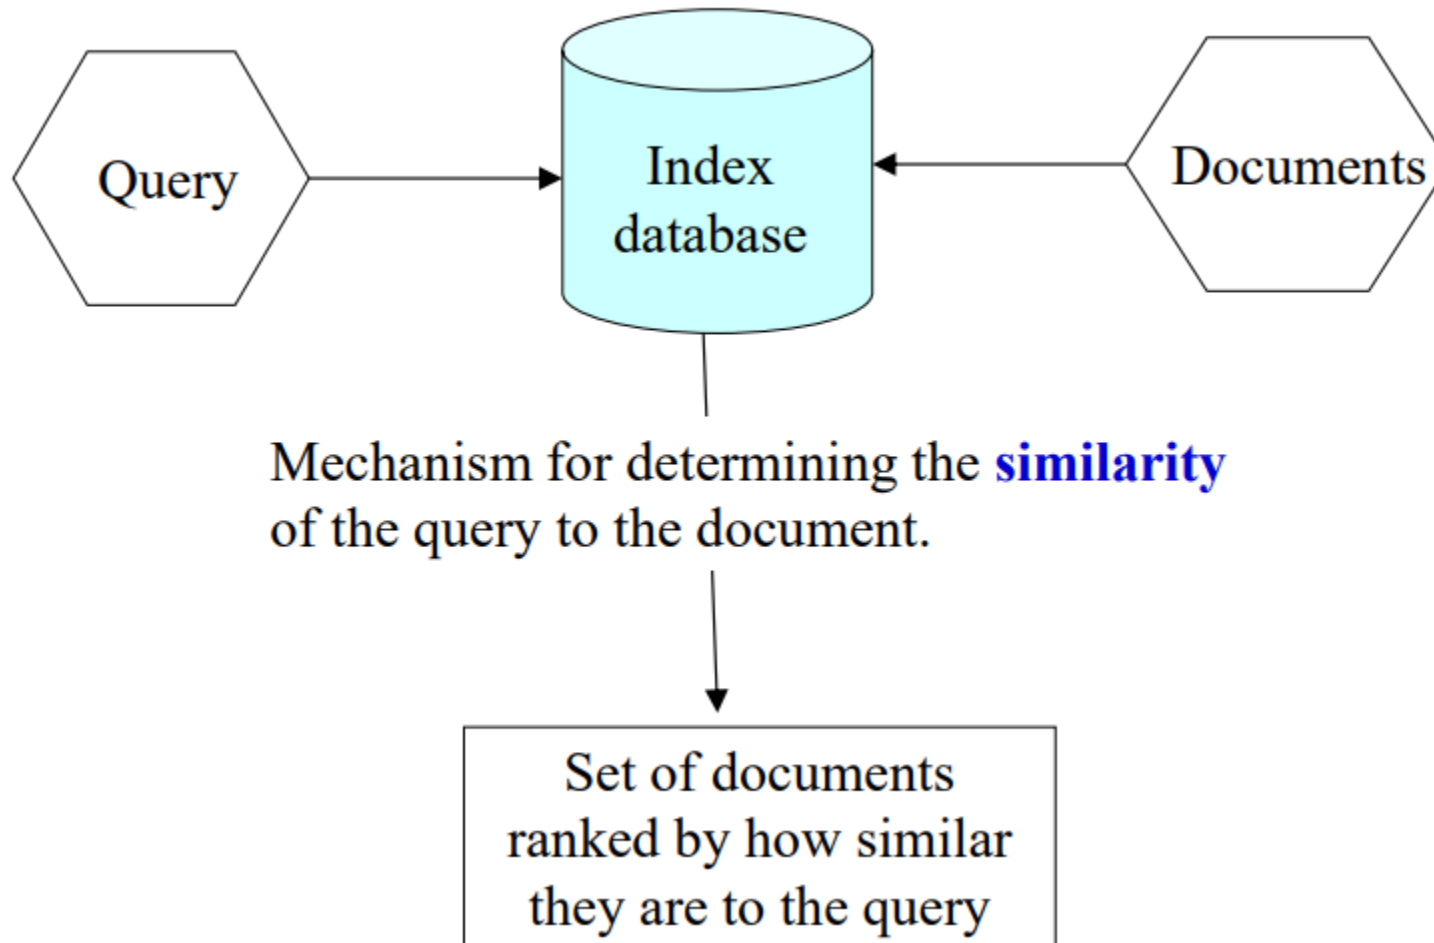 Query
Index
database
Documents
Mechanism for determining the similarity
of the query to the document.
Set of documents
ranked by how similar
they are to the query